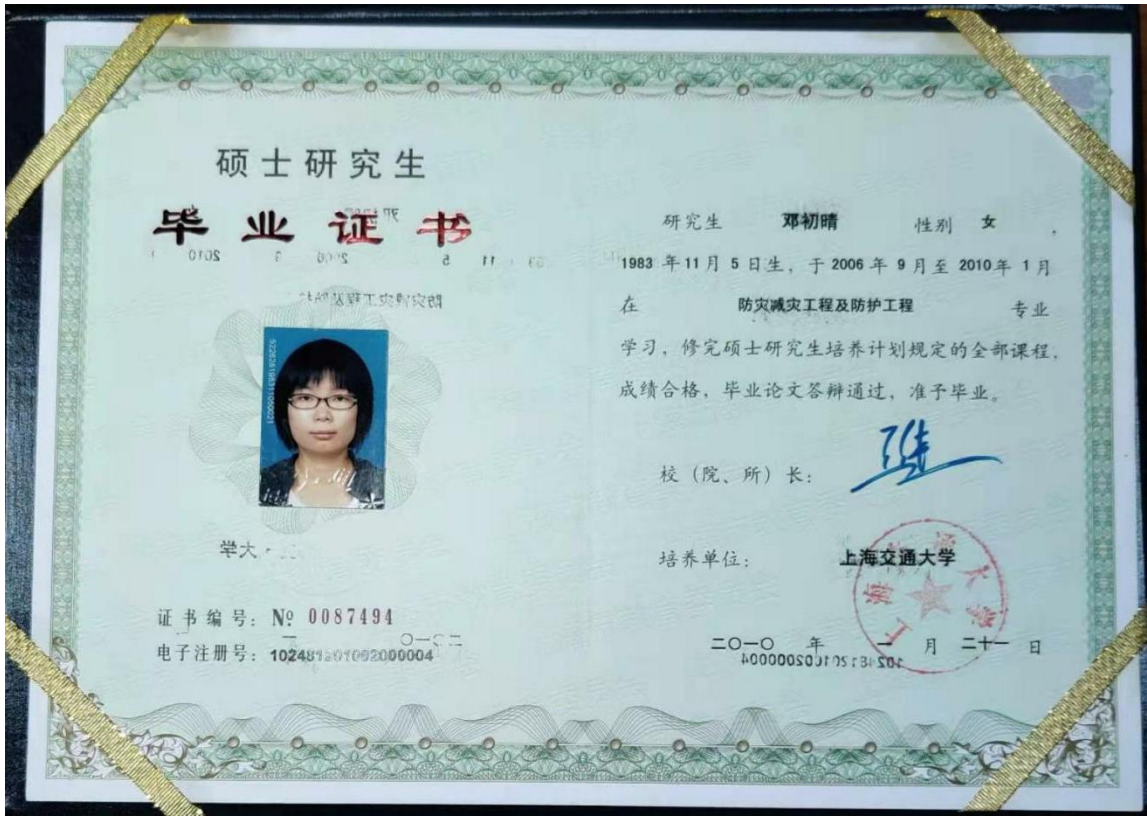 硕士研究生
毕业证书
证书编号: № 0087494
电子注册号: 102481201002000004
研究生 邓初晴 性别 女 ,
1983 年 11 月 5 日生, 于 2006 年 9 月至 2010 年 1 月
在 防灾减灾工程及防护工程 专业
学习, 修完硕士研究生培养计划规定的全部课程,
成绩合格, 毕业论文答辩通过, 准予毕业。
校 (院、所) 长:
培养单位: 上海交通大学
上海交通大学
二〇一〇 年 一 月 二十一 日